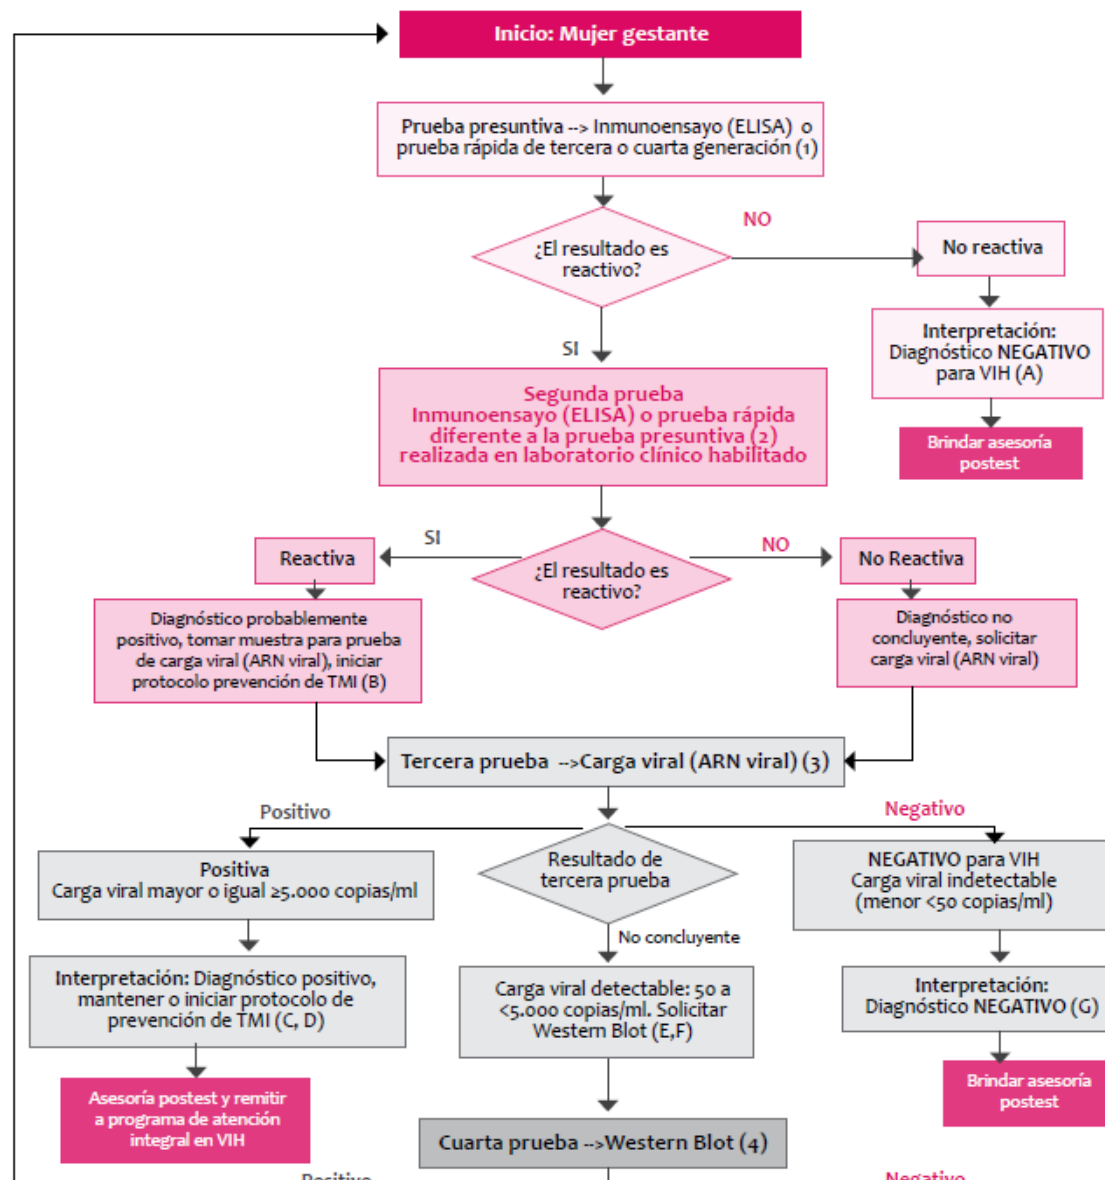 Inicio: Mujer gestante
Prueba presuntiva --> Inmunoensayo (ELISA) o
prueba rápida de tercera o cuarta generación (1)
NO
¿El resultado es
reactivo?
No reactiva
SI
Interpretación:
Diagnóstico NEGATIVO
para VIH (A)
Brindar asesoría
postest
Segunda prueba
Inmunoensayo (ELISA) o prueba rápida
diferente a la prueba presuntiva (2)
realizada en laboratorio clínico habilitado
SI
NO
Reactiva
¿El resultado es
reactivo?
No Reactiva
Diagnóstico probablemente
positivo, tomar muestra para prueba
de carga viral (ARN viral), iniciar
protocolo prevención de TMI (B)
Diagnóstico no
concluyente, solicitar
carga viral (ARN viral)
Tercera prueba -->Carga viral (ARN viral) (3)
Positivo
Negativo
Positiva
Carga viral mayor o igual ≥5.000 copias/ml
Resultado de
tercera prueba
NEGATIVO para VIH
Carga viral indetectable
(menor <50 copias/ml)
No concluyente
Interpretación: Diagnóstico positivo,
mantener o iniciar protocolo de
prevención de TMI (C, D)
Carga viral detectable: 50 a
<5.000 copias/ml. Solicitar
Western Blot (E,F)
Interpretación:
Diagnóstico NEGATIVO (G)
Asesoría postest y remitir
a programa de atención
integral en VIH
Brindar asesoría
postest
Cuarta prueba -->Western Blot (4)
Positivo
Negativo